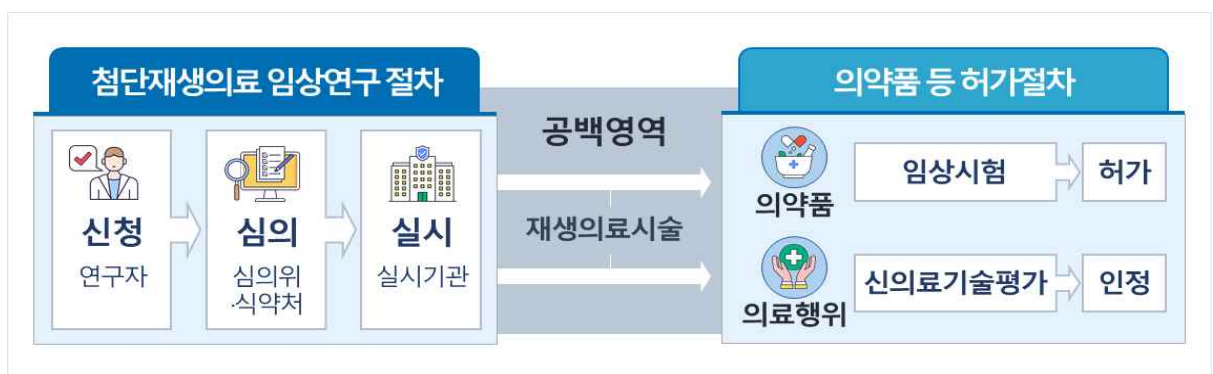 첨단재생의료 임상연구 절차
신청
연구자
심의
심의위
·식약처
실시
실시기관
공백영역
재생의료시술
의약품 등 허가절차
의약품
임상시험
허가
의료행위
신의료기술평가
인정